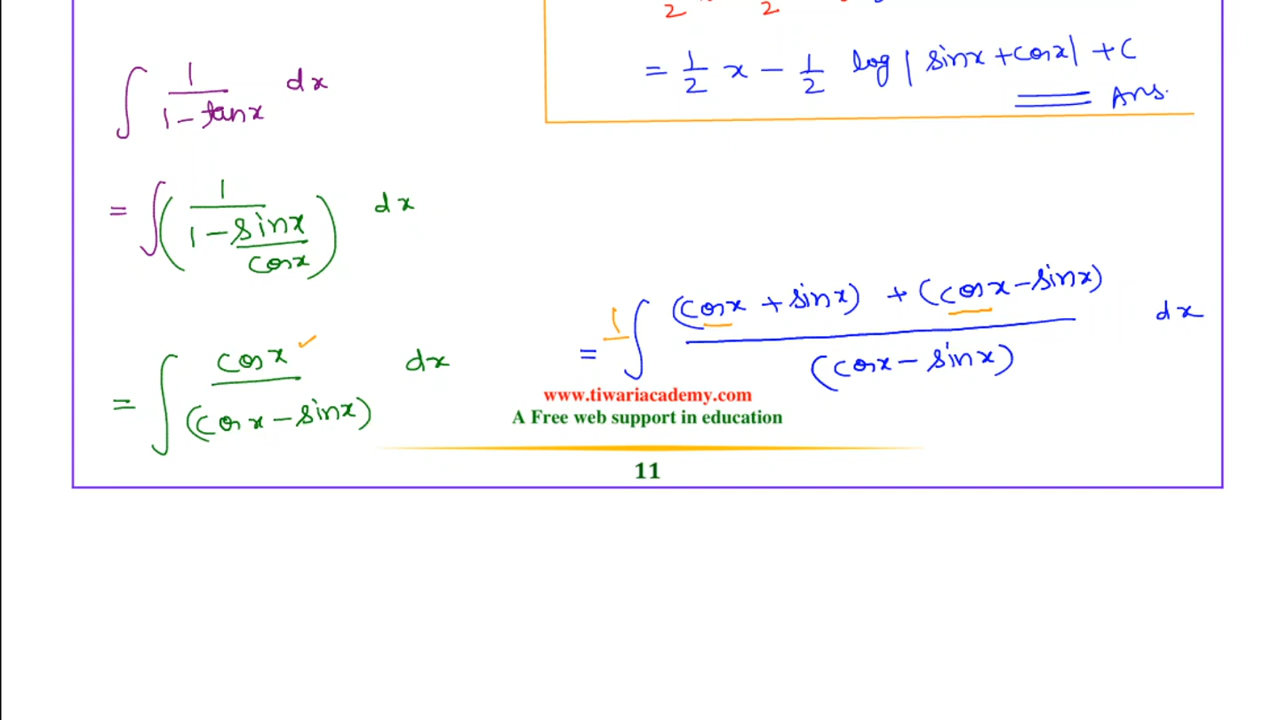 2 2
= 1/2 x - 1/2 log | sinx + cosx| + C
Ans.
∫ 1/(1 - tanx) dx
= ∫ ( 1/(1 - sinx/cosx) ) dx
= ∫ cosx/(cosx - sinx) dx
= 1 ∫ ((cosx + sinx) + (cosx - sinx))/(cosx - sinx) dx
www.tiwariacademy.com
A Free web support in education
11